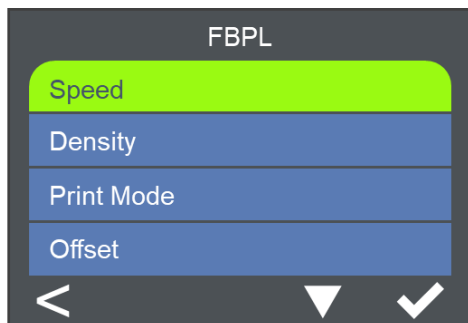 FBPL
Speed
Density
Print Mode
Offset